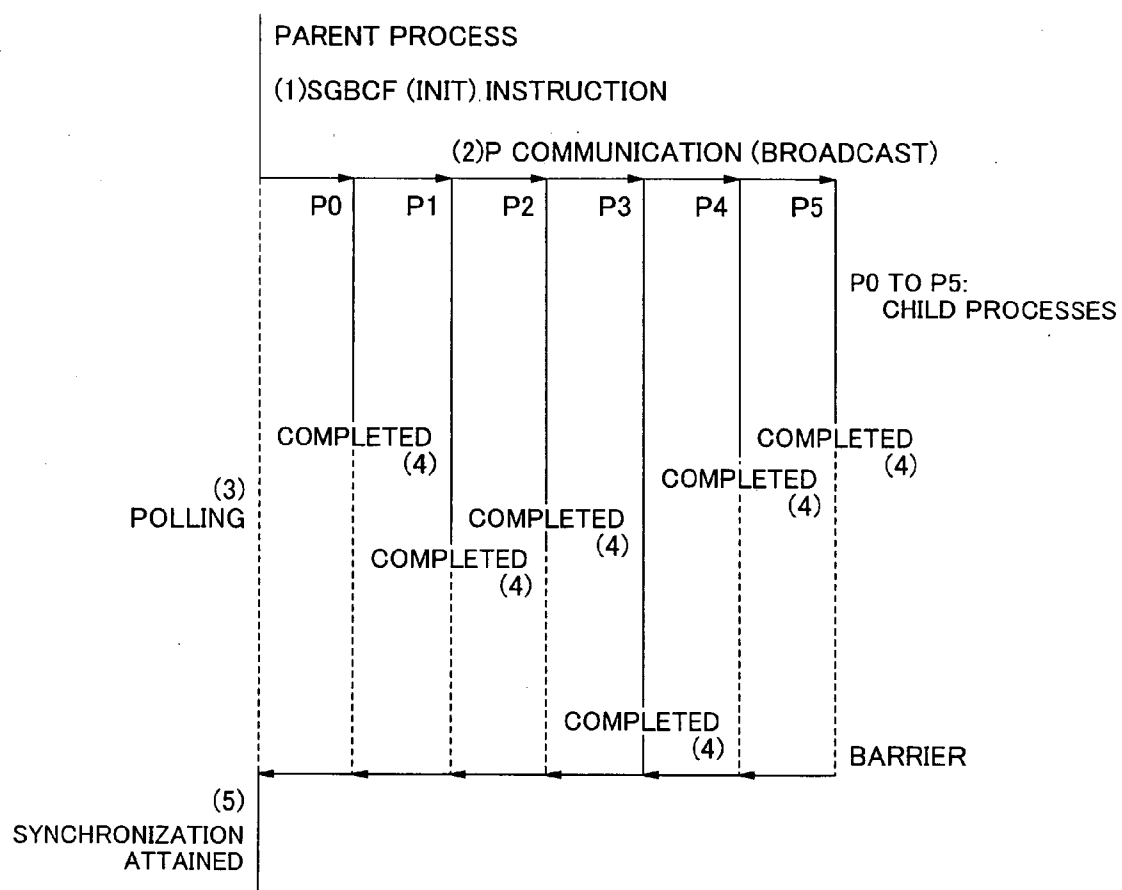 PARENT PROCESS
(1)SGBCF (INIT) INSTRUCTION
(2)P COMMUNICATION (BROADCAST)
P0 P1 P2 P3 P4 P5
P0 TO P5:
CHILD PROCESSES
COMPLETED
(4)
COMPLETED
(4)
COMPLETED
(4)
(3)
POLLING
COMPLETED
(4)
COMPLETED
(4)
COMPLETED
(4)
BARRIER
(5)
SYNCHRONIZATION
ATTAINED